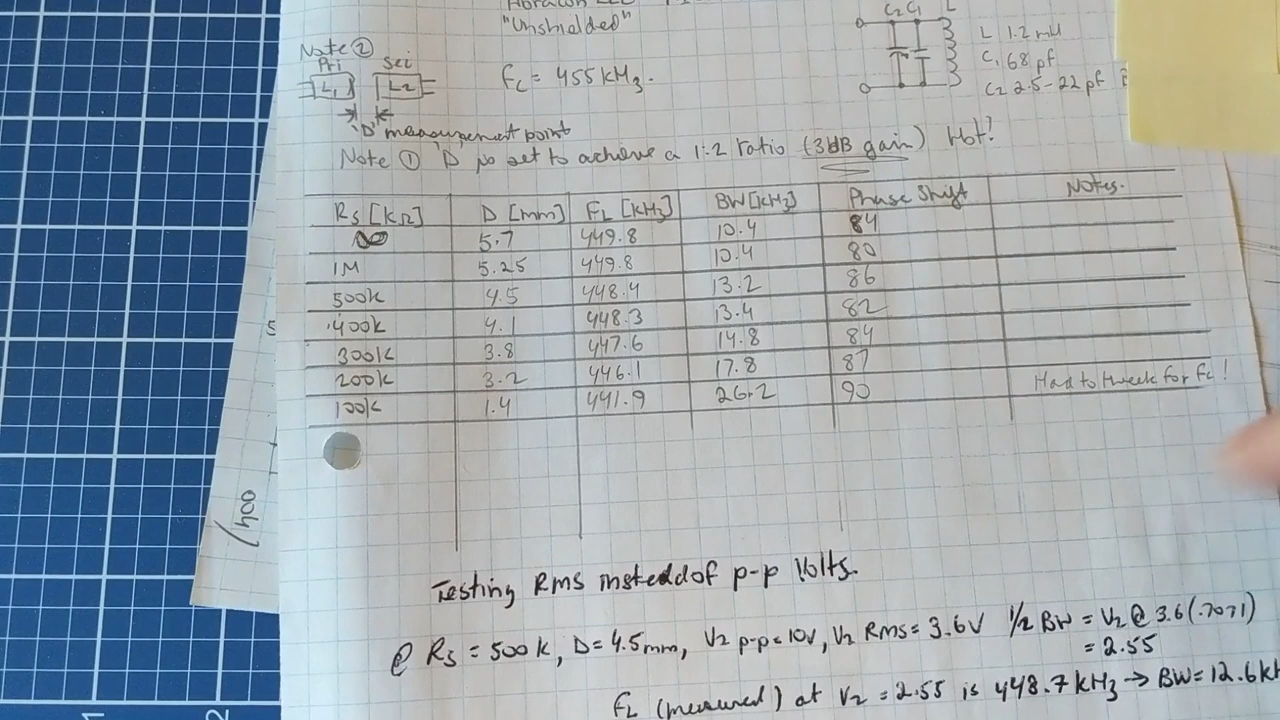 "Unshielded"
C2 C1 L
Note ②
Pri Sec
L1 L2
Fc = 455 kHz.
L 1.2 mH
C1 68 pf
C2 2.5-22 pf
"D" measurement point
Note ① 'D' is set to achieve a 1:2 ratio (3dB gain) Hot?
Rs [kΩ] D [mm] FL [kHz] BW [kHz] Phase Shift Notes.
∞ 5.7 449.8 10.4 84
1M 5.25 449.8 10.4 80
500k 4.5 448.4 13.2 86
400k 4.1 448.3 13.4 82
300k 3.8 447.6 14.8 84
200k 3.2 446.1 17.8 87
100k 1.4 441.9 26.2 90 Had to tweek for fc!
5
400
Testing RMS instead of p-p Volts.
@ Rs = 500k, D = 4.5mm, V2 p-p = 10v, V2 RMS = 3.6V 1/2 BW = V2 @ 3.6(.7071)
= 2.55
FL (measured) at V2 = 2.55 is 448.7 kHz → BW = 12.6 kH
1
2